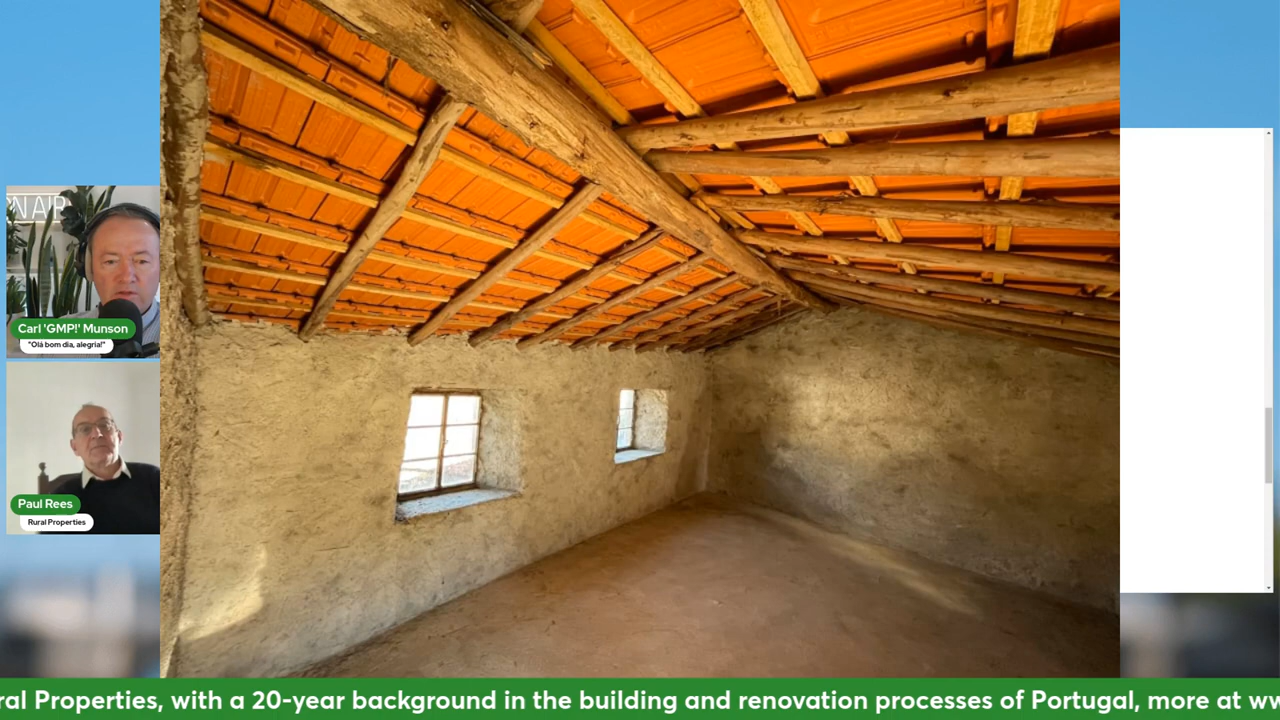 N AIR
Carl 'GMP!' Munson
"Olá bom dia, alegria!"
Paul Rees
Rural Properties
ral Properties, with a 20-year background in the building and renovation processes of Portugal, more at